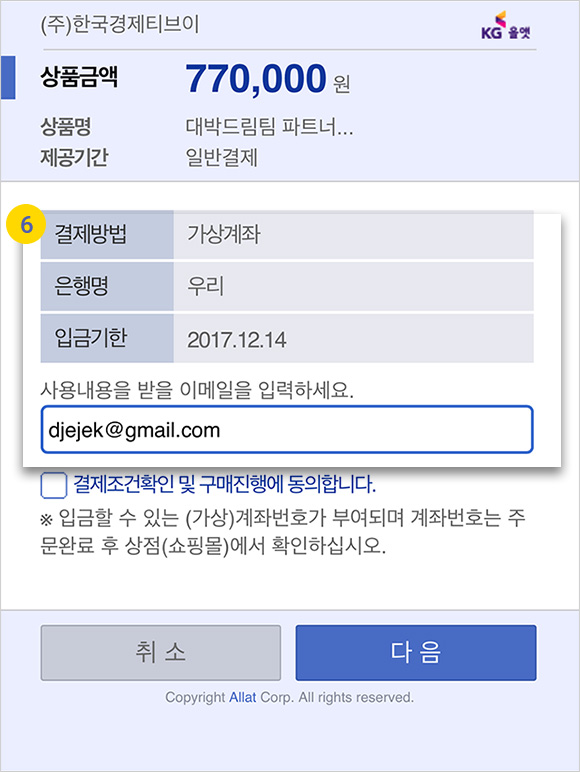 (주)한국경제티브이
KG 올앳
상품금액 770,000 원
상품명 대박드림팀 파트너...
제공기간 일반결제
6
결제방법 가상계좌
은행명 우리
입금기한 2017.12.14
사용내용을 받을 이메일을 입력하세요.
djejek@gmail.com
결제조건확인 및 구매진행에 동의합니다.
※ 입금할 수 있는 (가상)계좌번호가 부여되며 계좌번호는 주
문완료 후 상점(쇼핑몰)에서 확인하십시오.
취 소 다 음
Copyright Allat Corp. All rights reserved.